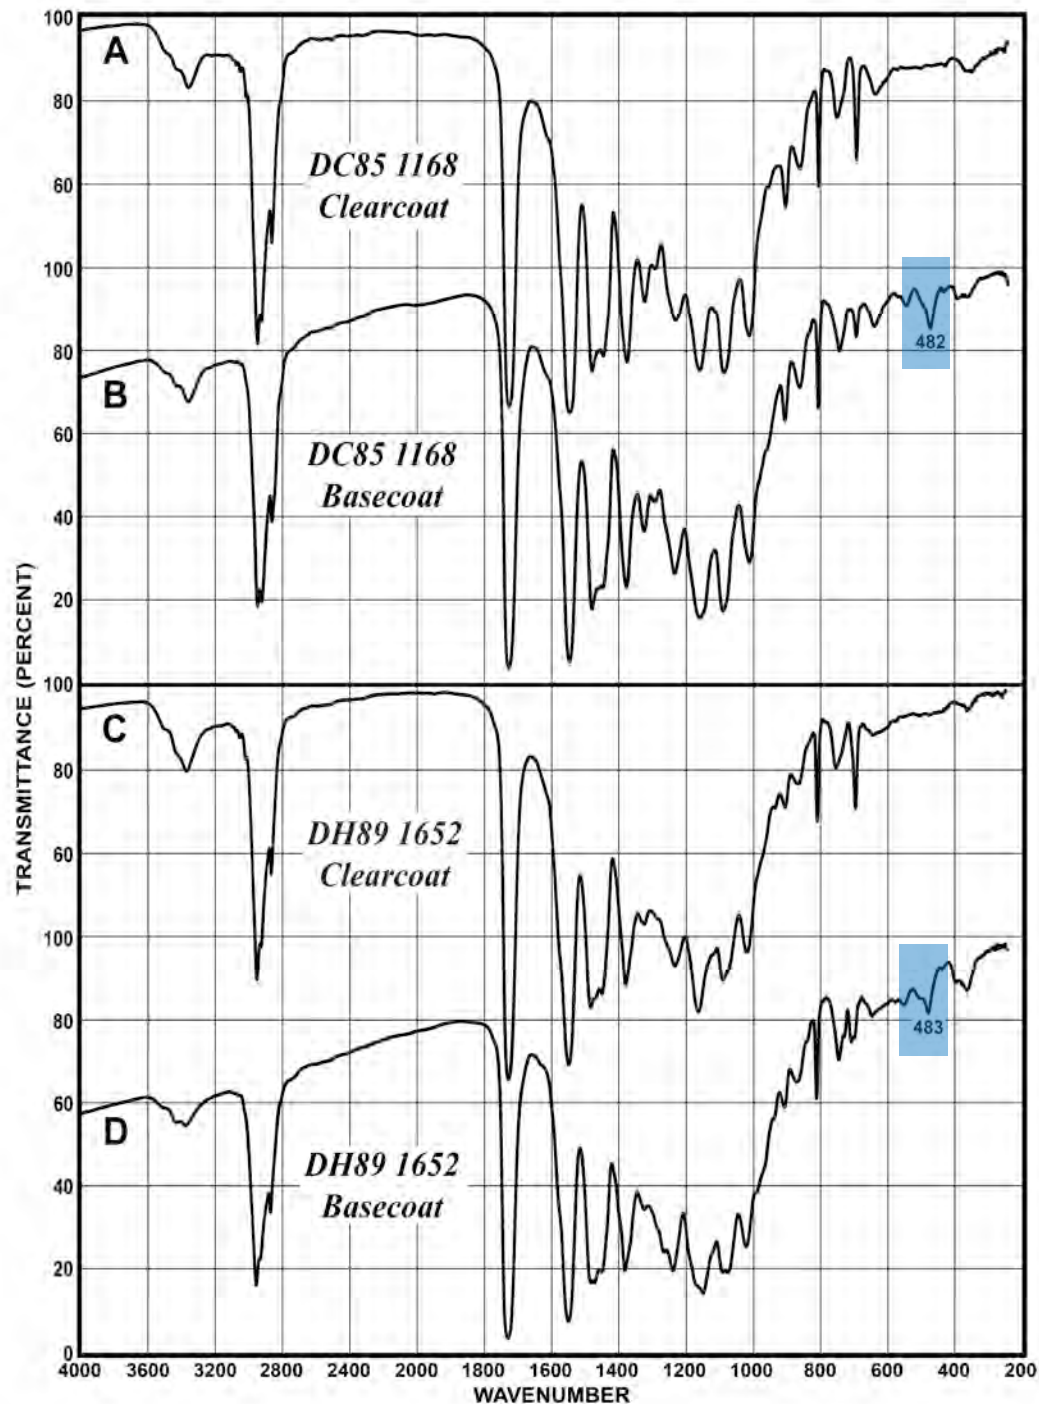 100
A
80
DC85 1168
Clearcoat
60
100
482
80
B
60
DC85 1168
Basecoat
40
20
TRANSMITTANCE (PERCENT)
100
C
80
DH89 1652
Clearcoat
60
100
483
80
60
D
DH89 1652
Basecoat
40
20
0
4000 3600 3200 2800 2400 2000 1800 1600 1400 1200 1000 800 600 400 200
WAVENUMBER